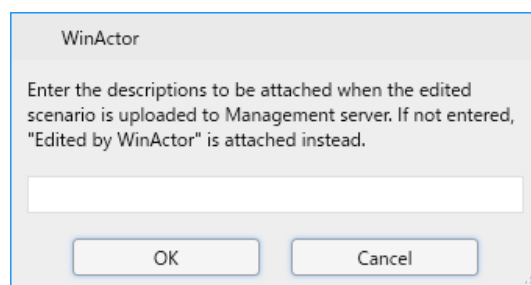 WinActor
Enter the descriptions to be attached when the edited
scenario is uploaded to Management server. If not entered,
"Edited by WinActor" is attached instead.
OK
Cancel